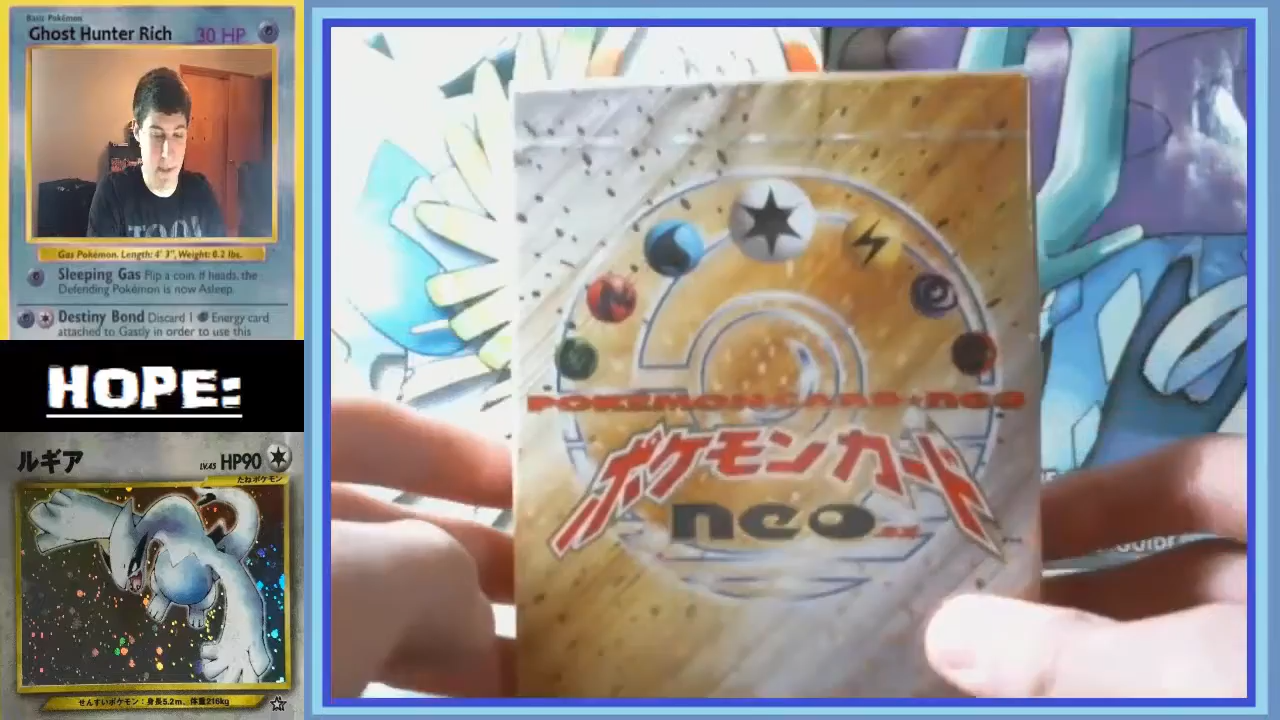 Basic Pokémon
Ghost Hunter Rich 30 HP
TOOL
Gas Pokémon. Length: 4' 3", Weight: 0.2 lbs.
Sleeping Gas Flip a coin. If heads, the
Defending Pokémon is now Asleep.
Destiny Bond Discard 1 Energy card
attached to Gastly in order to use this
HOPE:
ルギア LV.45 HP90
たねポケモン
せんすいポケモン：身長5.2m、体重216kg
POKÉMON CARD ★ neo
ポケモンカード
neo
GUIDE